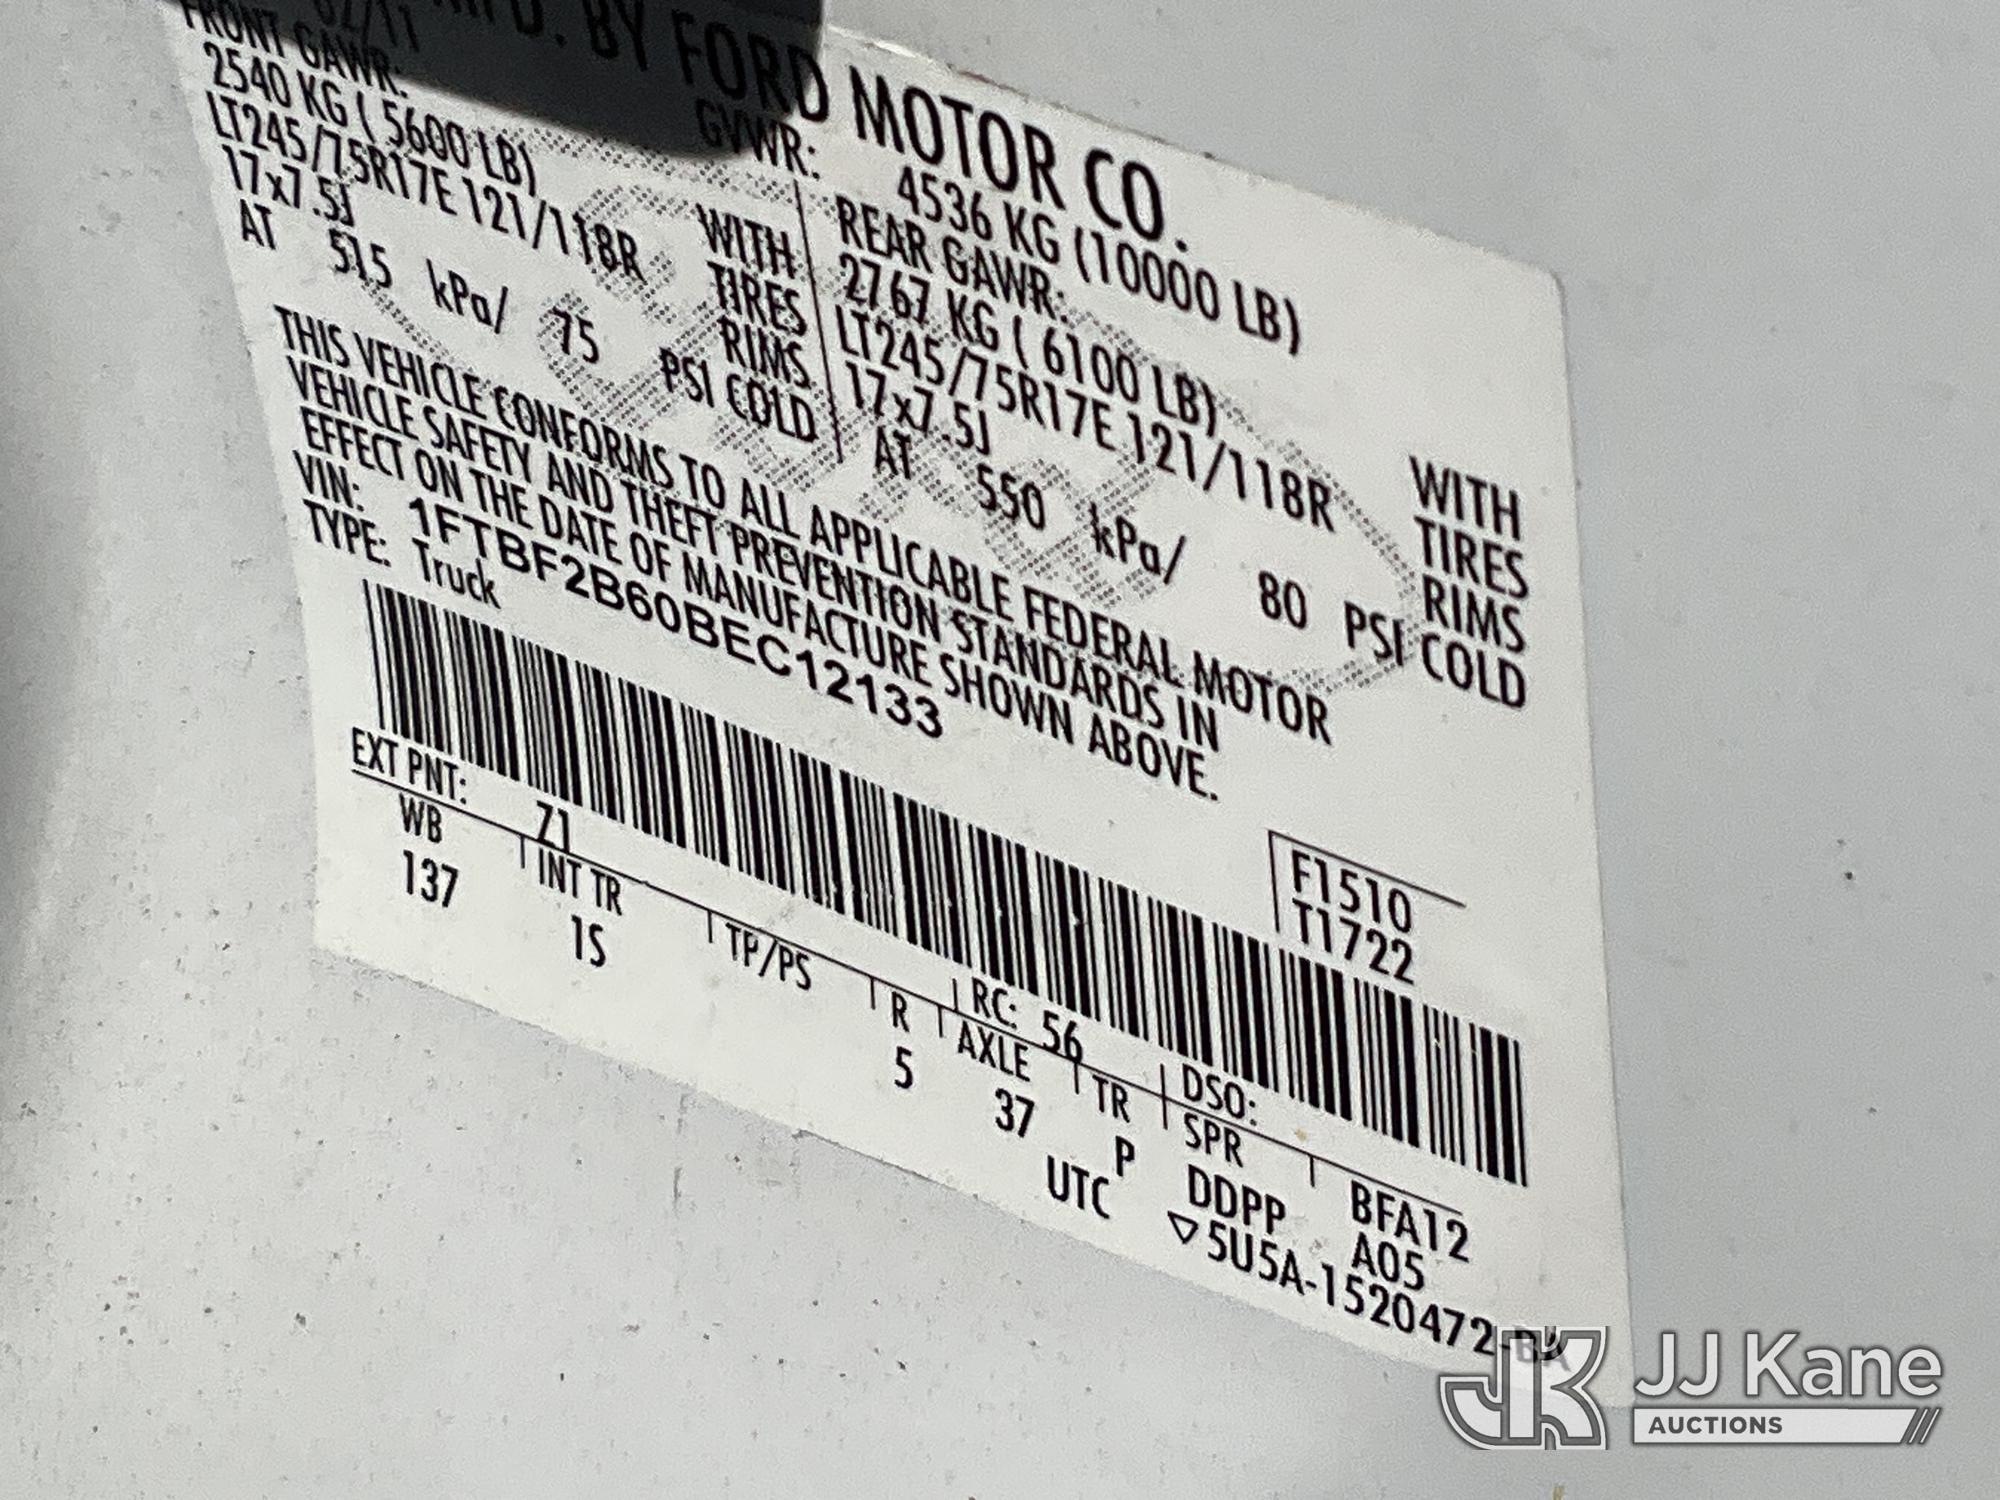 MFD. BY FORD MOTOR CO.
02/11 GVWR: 4536 KG (10000 LB)
FRONT GAWR: REAR GAWR:
2540 KG ( 5600 LB) WITH 2767 KG ( 6100 LB) WITH
LT245/75R17E 121/118R TIRES LT245/75R17E 121/118R TIRES
17x7.5J RIMS 17x7.5J RIMS
AT 515 kPa/ 75 PSI COLD AT 550 kPa/ 80 PSI COLD
THIS VEHICLE CONFORMS TO ALL APPLICABLE FEDERAL MOTOR
VEHICLE SAFETY AND THEFT PREVENTION STANDARDS IN
EFFECT ON THE DATE OF MANUFACTURE SHOWN ABOVE.
VIN: 1FTBF2B60BEC12133 F1510
TYPE: Truck T1722
EXT PNT: Z1 RC: 56 DSO:
WB INT TR TP/PS R AXLE TR SPR BFA12
137 1S 5 37 P DDPP A05
UTC ▽5U5A-1520472-BA
JJ Kane
AUCTIONS